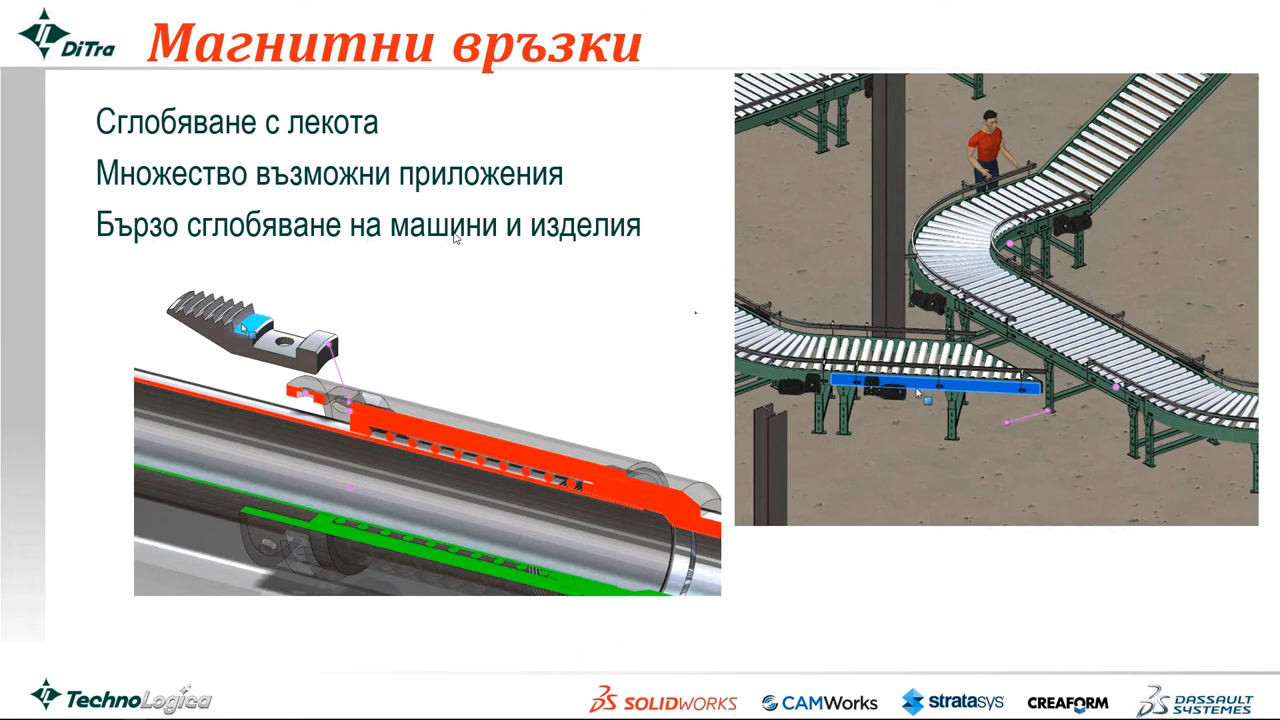 DiTra
Магнитни връзки
Сглобяване с лекота
Множество възможни приложения
Бързо сглобяване на машини и изделия
TechnoLogica
SOLIDWORKS
CAMWorks
stratasys
CREAFORM
DASSAULT
SYSTEMES